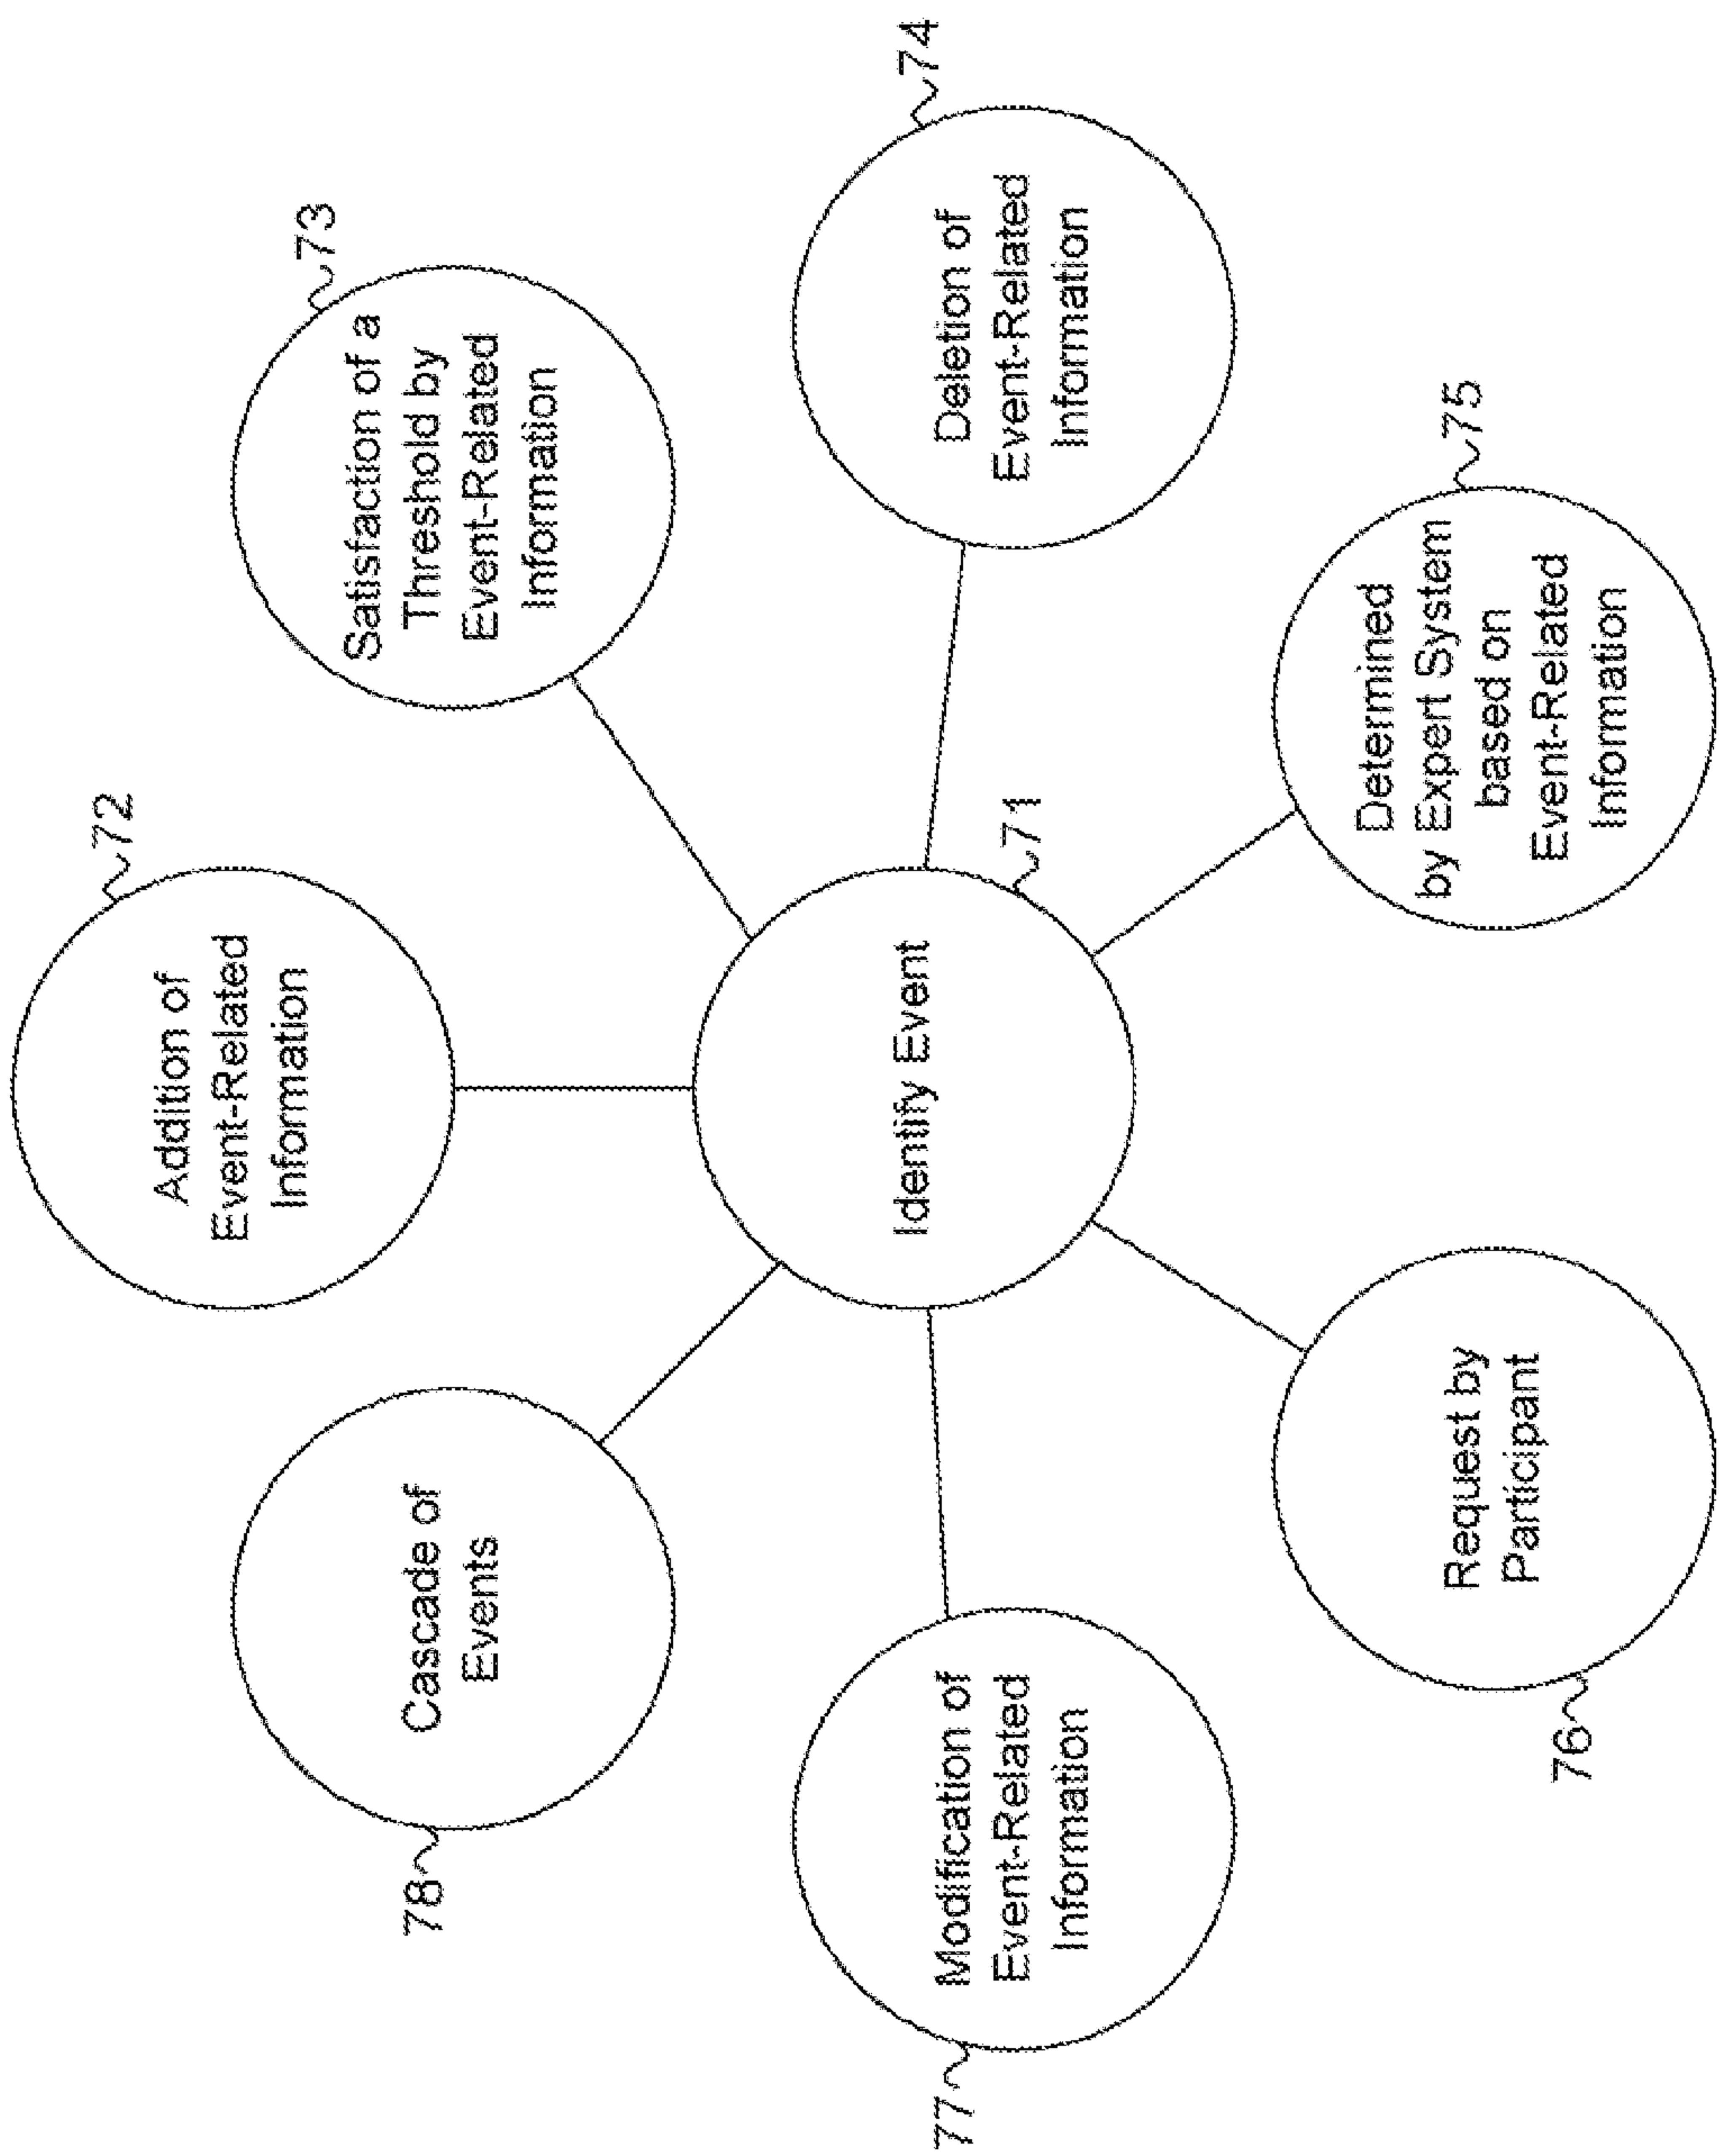 72
Addition of
Event-Related
Information
73
Satisfaction of a
Threshold by
Event-Related
Information
74
Deletion of
Event-Related
Information
75
Determined
by Expert System
based on
Event-Related
Information
76
Request by
Participant
77
Modification of
Event-Related
Information
78
Cascade of
Events
71
Identify Event